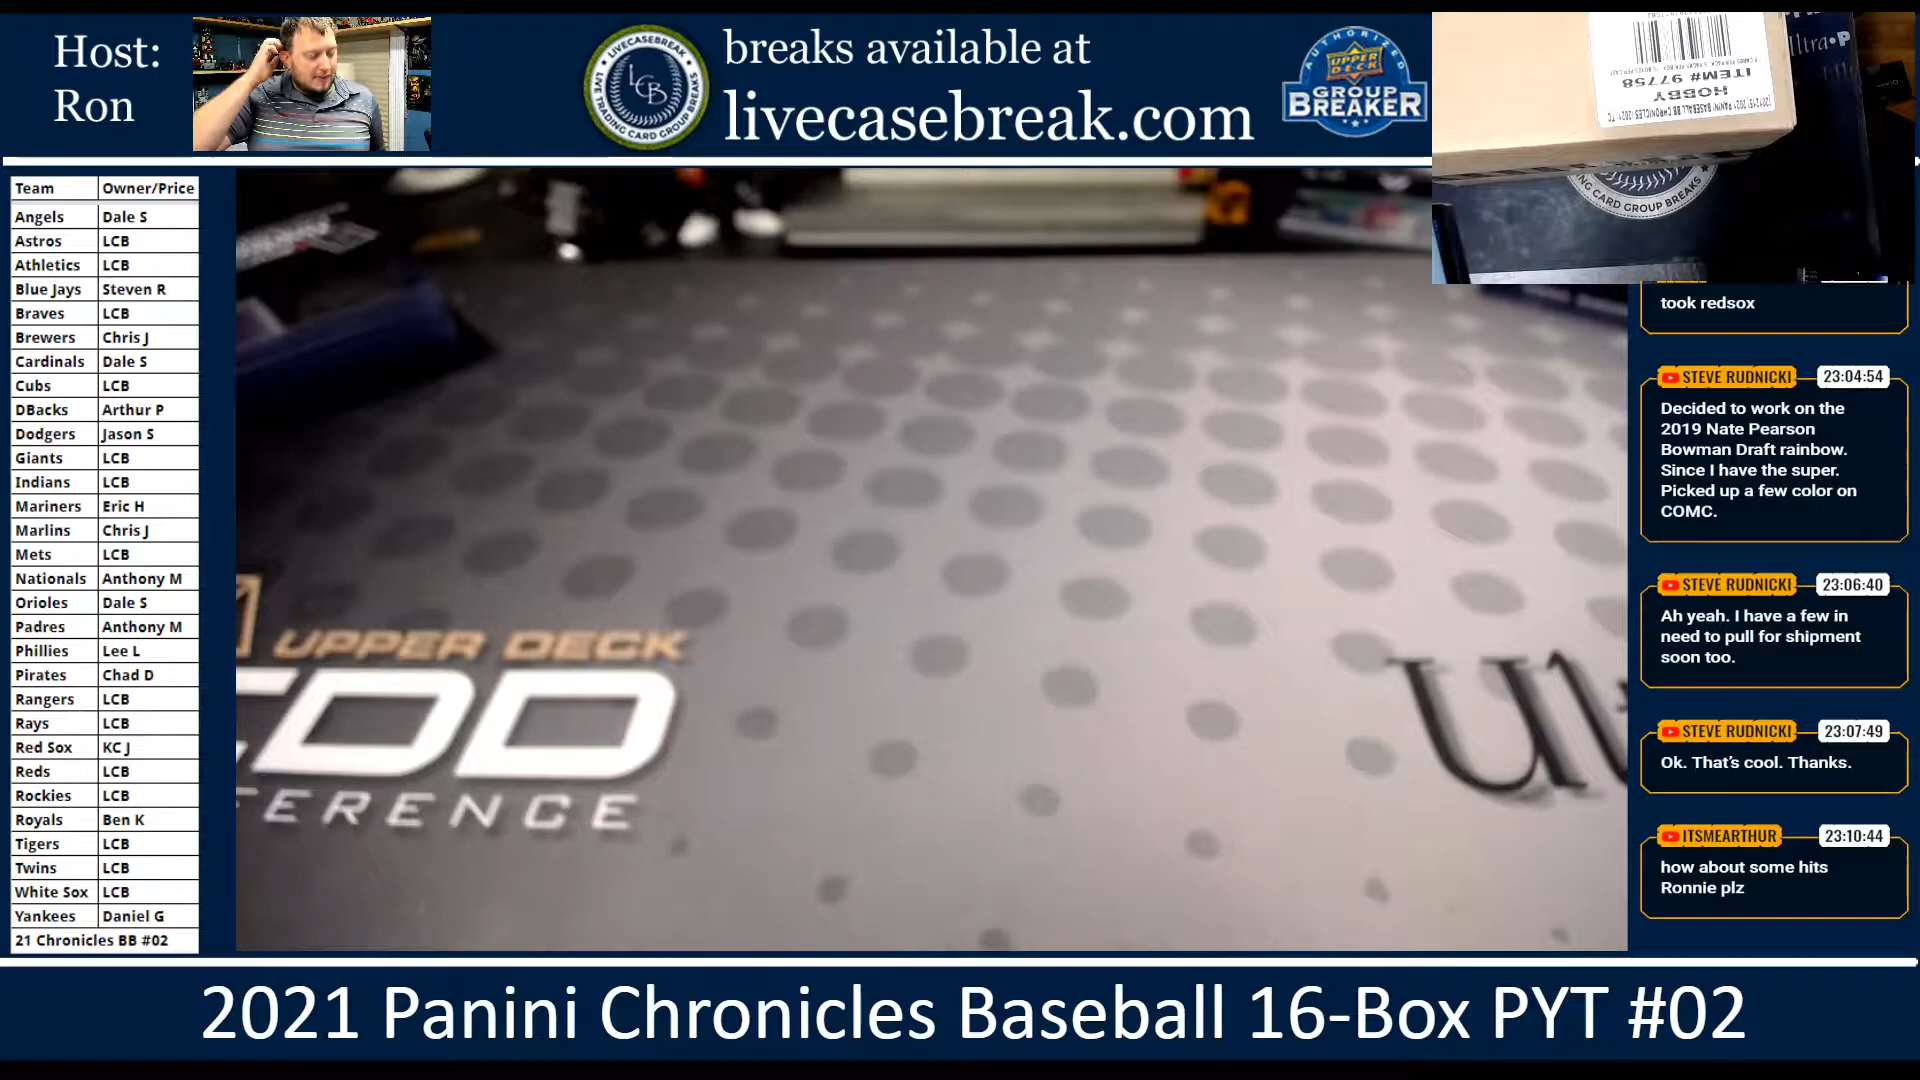 Host:
Ron
LIVECASEBREAK
LCB
LIVE TRADING CARD GROUP BREAKS
breaks available at
livecasebreak.com
AUTHORIZED
UPPER DECK
GROUP
BREAKER
HOBBY
ITEM# 97758
CARD GROUP BREAKS
Team Owner/Price
Angels Dale S
Astros LCB
Athletics LCB
Blue Jays Steven R
Braves LCB
Brewers Chris J
Cardinals Dale S
Cubs LCB
DBacks Arthur P
Dodgers Jason S
Giants LCB
Indians LCB
Mariners Eric H
Marlins Chris J
Mets LCB
Nationals Anthony M
Orioles Dale S
Padres Anthony M
Phillies Lee L
Pirates Chad D
Rangers LCB
Rays LCB
Red Sox KC J
Reds LCB
Rockies LCB
Royals Ben K
Tigers LCB
Twins LCB
White Sox LCB
Yankees Daniel G
21 Chronicles BB #02
UPPER DECK
ERENCE
took redsox
STEVE RUDNICKI 23:04:54
Decided to work on the
2019 Nate Pearson
Bowman Draft rainbow.
Since I have the super.
Picked up a few color on
COMC.
STEVE RUDNICKI 23:06:40
Ah yeah. I have a few in
need to pull for shipment
soon too.
STEVE RUDNICKI 23:07:49
Ok. That's cool. Thanks.
ITSMEARTHUR 23:10:44
how about some hits
Ronnie plz
2021 Panini Chronicles Baseball 16-Box PYT #02